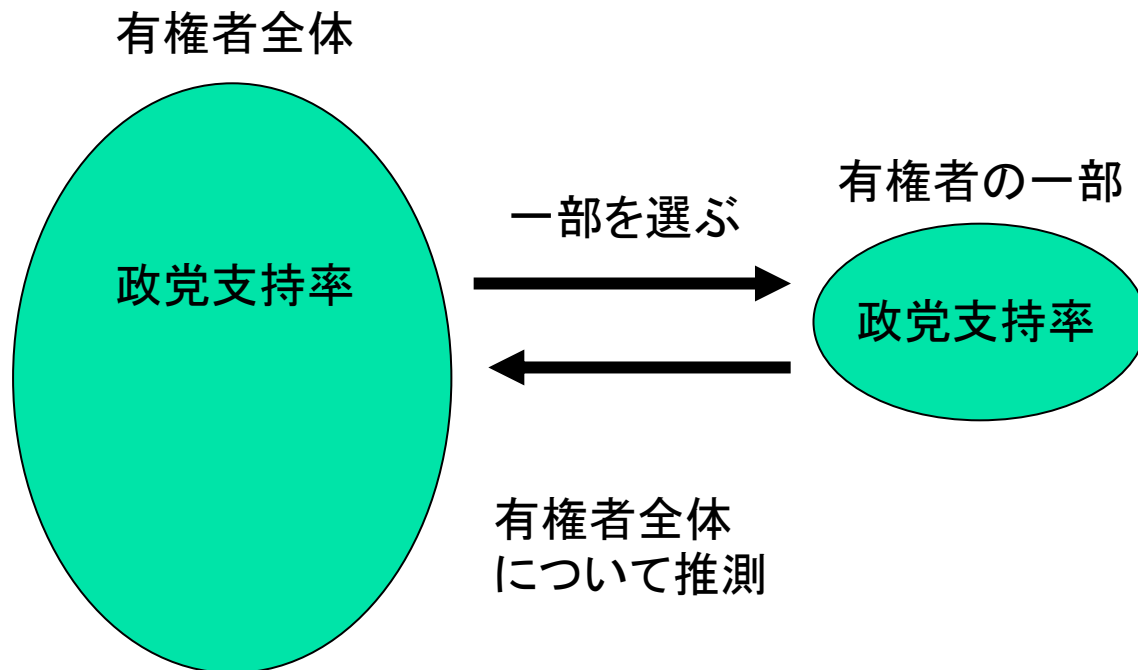 有権者全体
有権者の一部
一部を選ぶ
政党支持率
政党支持率
有権者全体
について推測